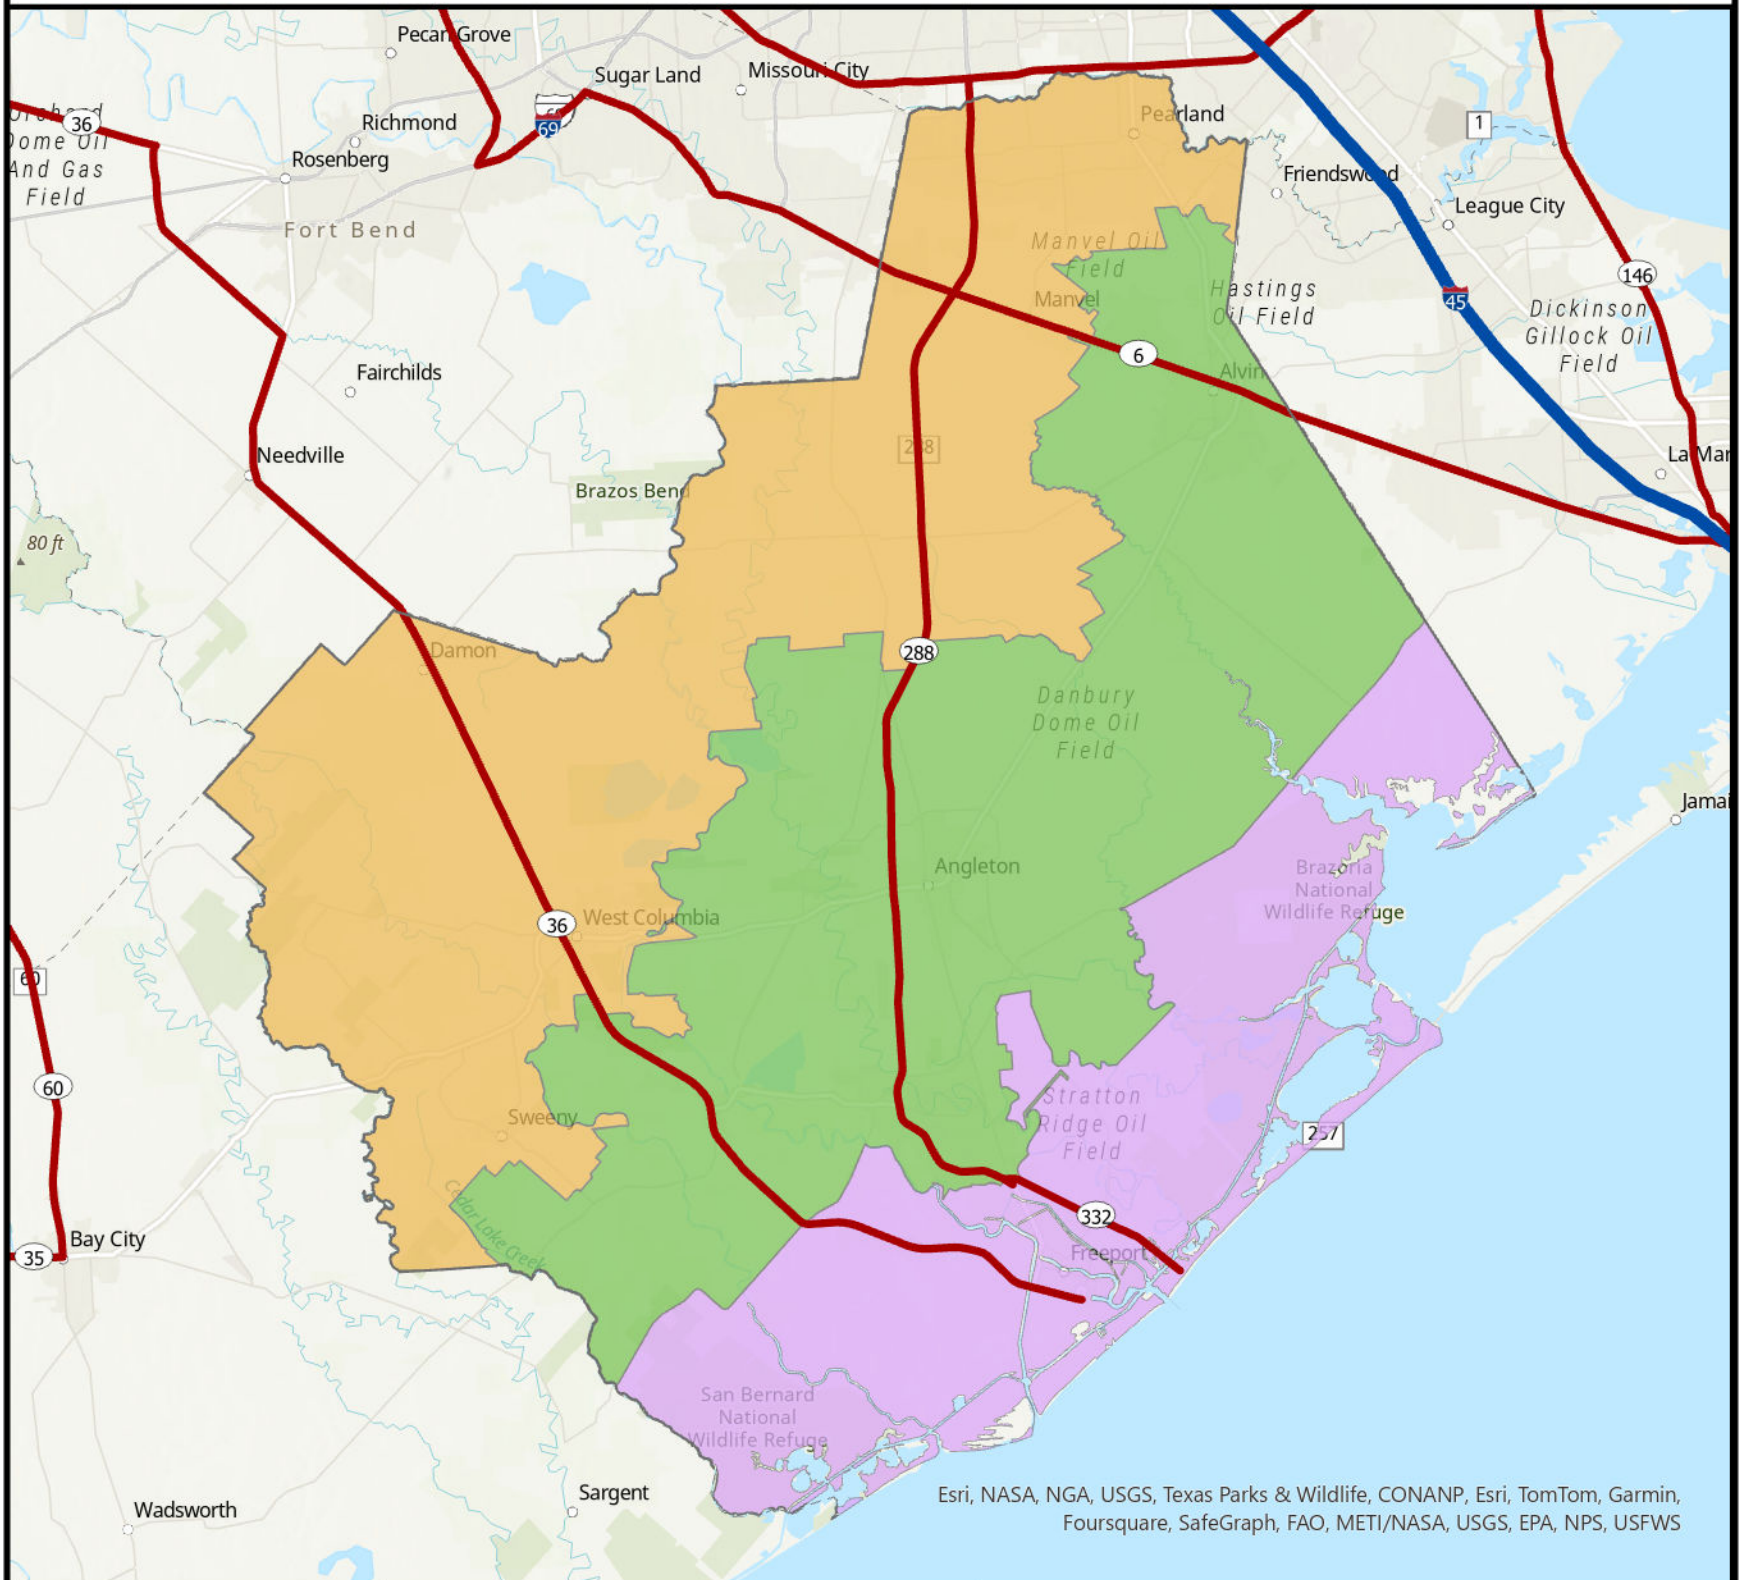 Pecan Grove
Sugar Land
Missouri City
Orchard
Dome Oil
And Gas
Field
36
Richmond
69
Pearland
1
Rosenberg
Friendswood
League City
Fort Bend
Manvel Oil
Field
146
Manvel
Hastings
Oil Field
45
Dickinson
Gillock Oil
Field
6
Fairchilds
Alvin
288
Needville
La Mar
Brazos Bend
80 ft
Damon
288
Danbury
Dome Oil
Field
Jamai
Angleton
Brazoria
National
Wildlife Refuge
36
West Columbia
60
60
Stratton
Ridge Oil
Field
Sweeny
257
Cedar Lake Creek
332
Freeport
Bay City
35
San Bernard
National
Wildlife Refuge
Sargent
Wadsworth
Esri, NASA, NGA, USGS, Texas Parks & Wildlife, CONANP, Esri, TomTom, Garmin,
Foursquare, SafeGraph, FAO, METI/NASA, USGS, EPA, NPS, USFWS